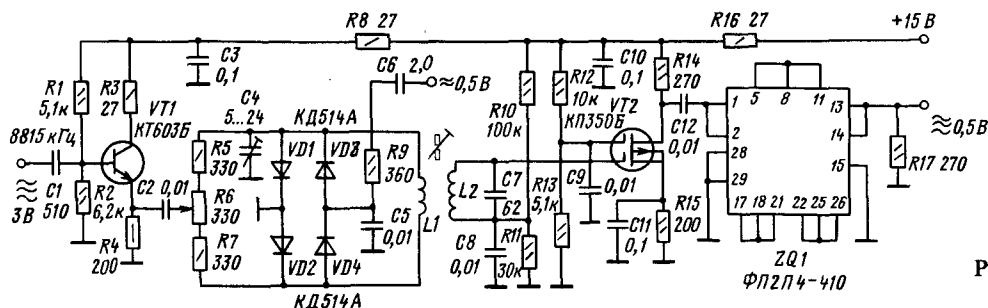 R8 27
R16 27
+15 В
R1
5,1к
R3
27
VT1
КТ603Б
C3
0,1
C6 2,0
≈0,5В
R10
100к
R12
10к
C10
0,1
R14
270
VT2
КП350Б
C12
0,01
8815 кГц
C1
510
3В
R2
6,2к
C2 0,01
R4
200
R5
330
R6
330
R7
330
C4
5...24
КД514А
VD1
VD2
VD4
КД514А
R9
360
C5
0,01
L1
L2
C7
62
C8
0,01
R11
30к
R13
5,1к
C9
0,01
C11
0,1
R15
200
5 8 11
1
2
28
29
13
14
15
17 18 21 22 25 26
ZQ1
ФП2П4-410
≈0,5В
R17 270
Р